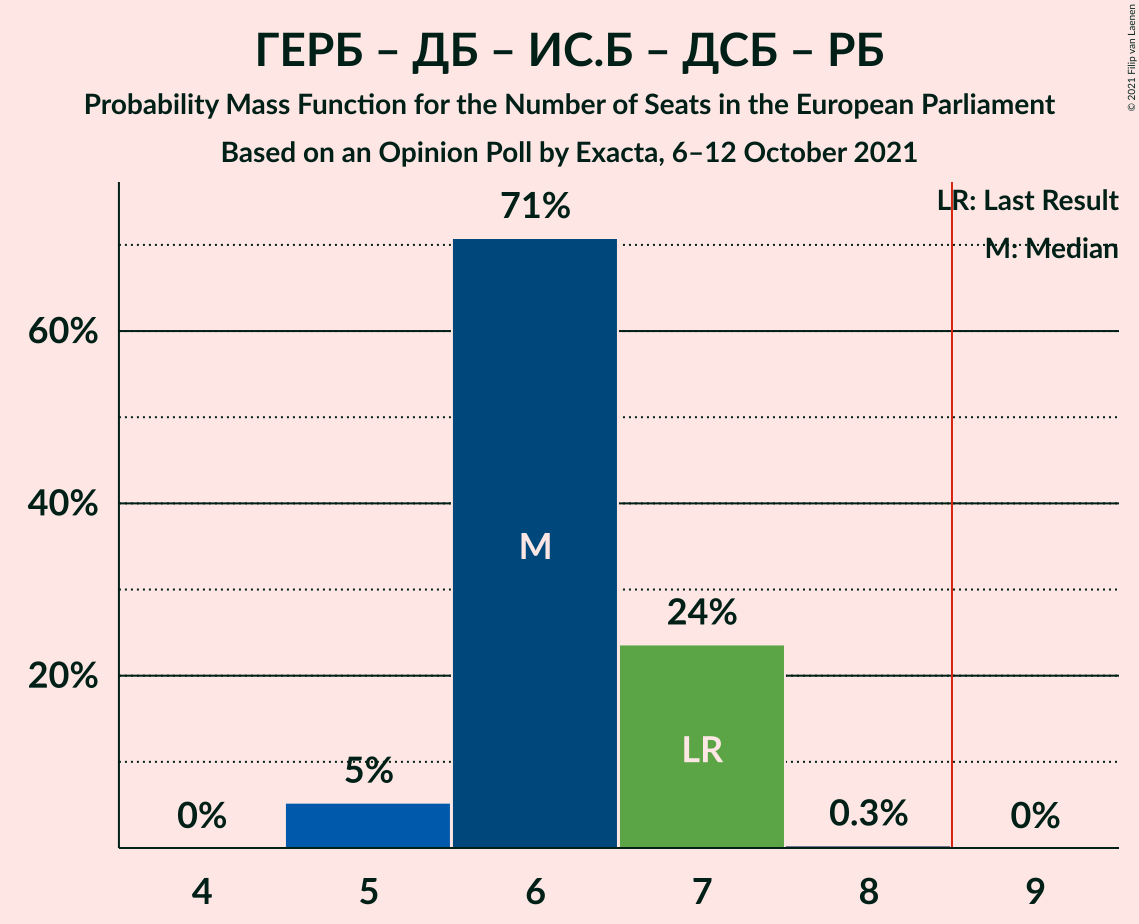 ГЕРБ – ДБ – ИС.Б – ДСБ – РБ
Probability Mass Function for the Number of Seats in the European Parliament
Based on an Opinion Poll by Exacta, 6–12 October 2021
© 2021 Filip van Laenen
LR: Last Result
M: Median
71%
60%
40%
20%
M
24%
LR
5%
0%
0.3%
0%
4 5 6 7 8 9